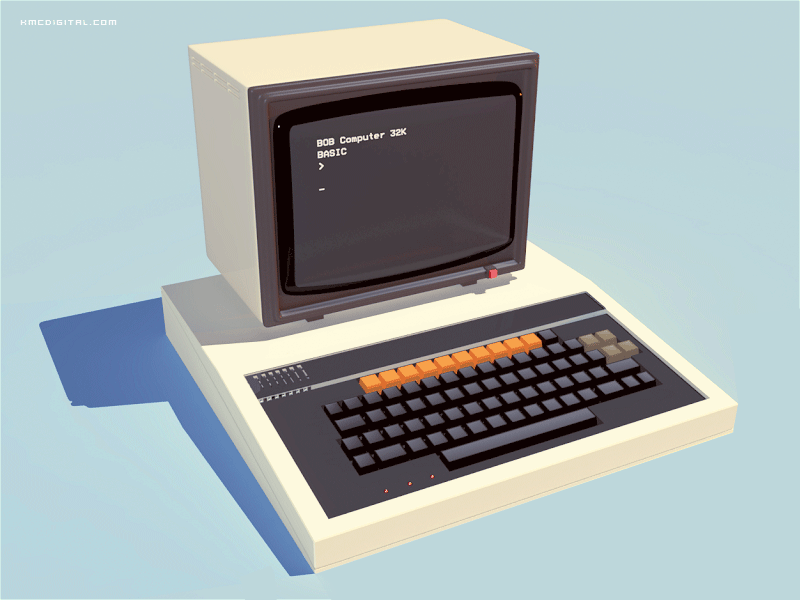 HMCDIGITAL.COM
BOB Computer 32K
BASIC
>
_